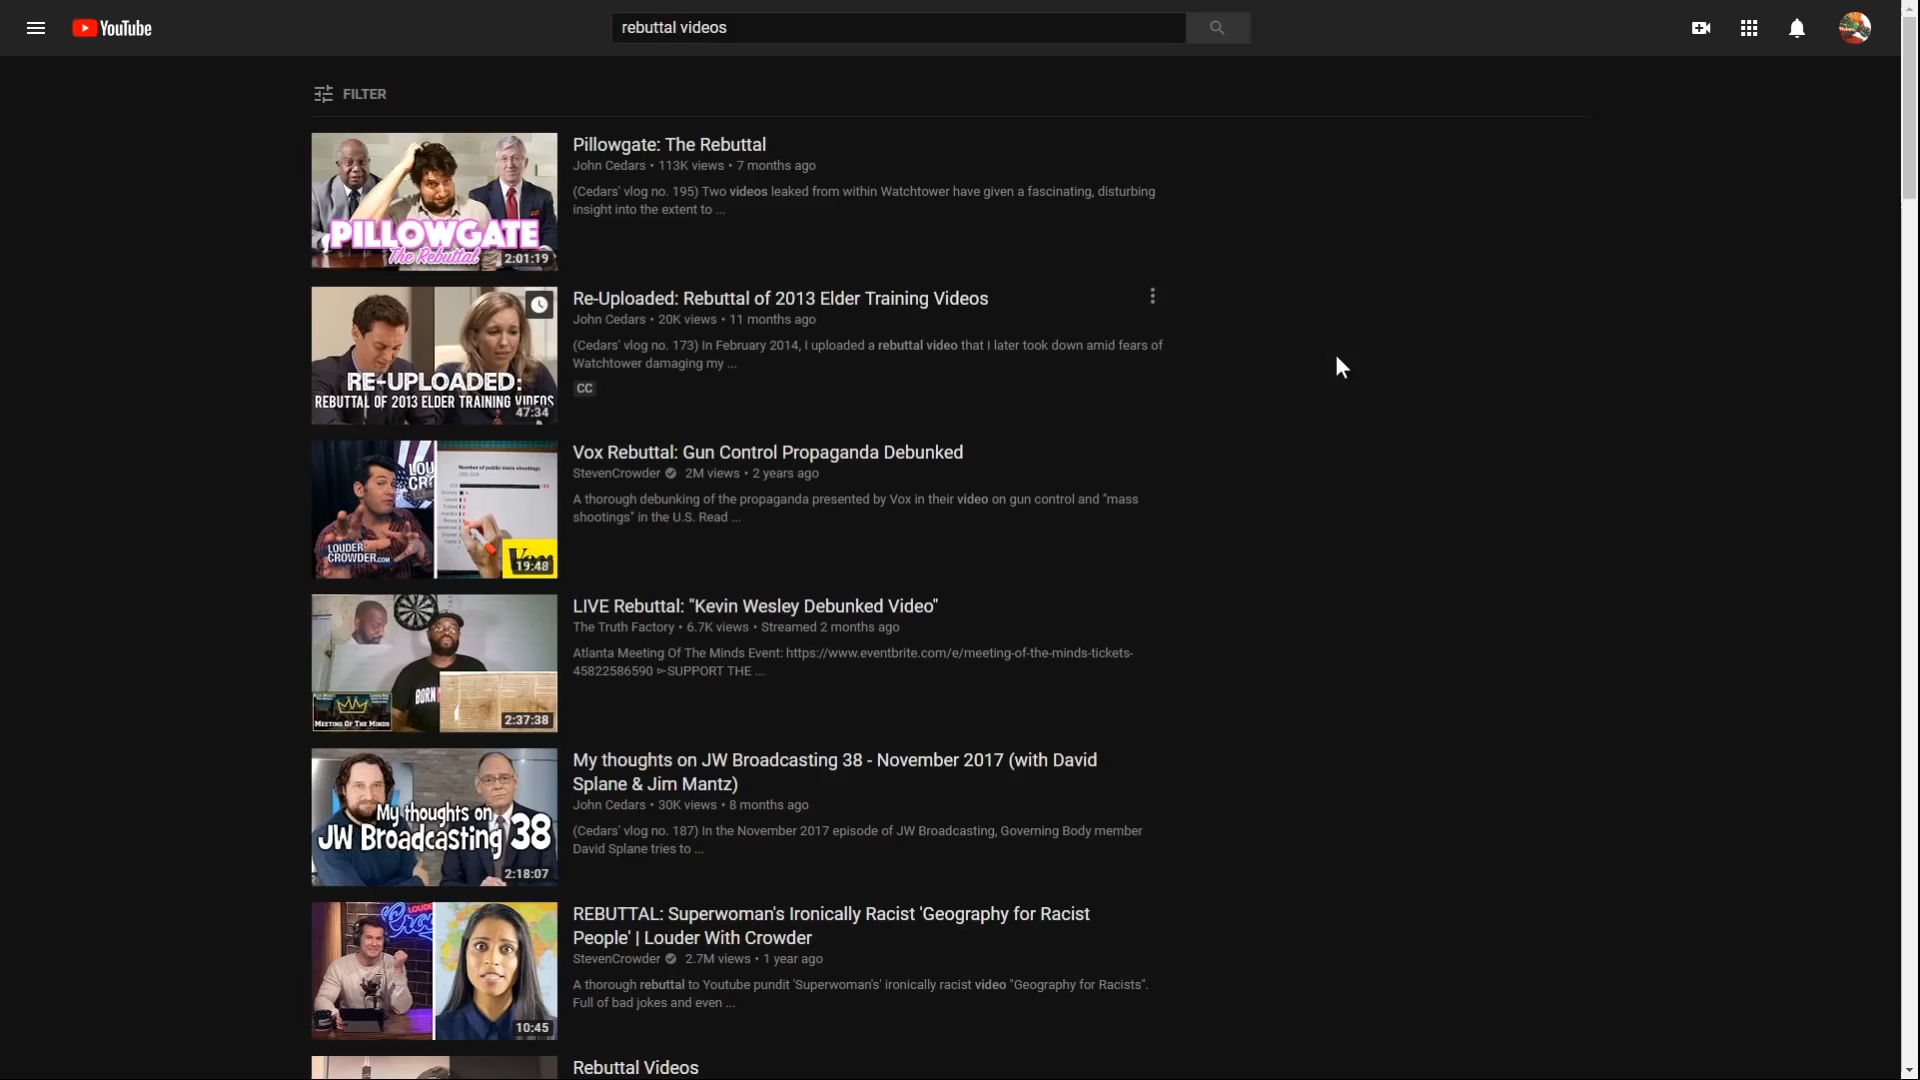 YouTube
rebuttal videos
FILTER
PILLOWGATE
The Rebuttal
2:01:19
Pillowgate: The Rebuttal
John Cedars • 113K views • 7 months ago
(Cedars' vlog no. 195) Two videos leaked from within Watchtower have given a fascinating, disturbing
insight into the extent to ...
RE-UPLOADED:
REBUTTAL OF 2013 ELDER TRAINING VIDEOS
47:34
Re-Uploaded: Rebuttal of 2013 Elder Training Videos
John Cedars • 20K views • 11 months ago
(Cedars' vlog no. 173) In February 2014, I uploaded a rebuttal video that I later took down amid fears of
Watchtower damaging my ...
CC
Number of public mass shootings
LOUDER
CROWDER.COM
Vox
19:48
Vox Rebuttal: Gun Control Propaganda Debunked
StevenCrowder 2M views • 2 years ago
A thorough debunking of the propaganda presented by Vox in their video on gun control and "mass
shootings" in the U.S. Read ...
BORN
MEETING OF THE MINDS
2:37:38
LIVE Rebuttal: "Kevin Wesley Debunked Video"
The Truth Factory • 6.7K views • Streamed 2 months ago
Atlanta Meeting Of The Minds Event: https://www.eventbrite.com/e/meeting-of-the-minds-tickets-
45822586590 ➣SUPPORT THE ...
My thoughts on
JW Broadcasting 38
2:18:07
My thoughts on JW Broadcasting 38 - November 2017 (with David
Splane & Jim Mantz)
John Cedars • 30K views • 8 months ago
(Cedars' vlog no. 187) In the November 2017 episode of JW Broadcasting, Governing Body member
David Splane tries to ...
10:45
REBUTTAL: Superwoman's Ironically Racist 'Geography for Racist
People' | Louder With Crowder
StevenCrowder 2.7M views • 1 year ago
A thorough rebuttal to Youtube pundit 'Superwoman's' ironically racist video "Geography for Racists".
Full of bad jokes and even ...
Rebuttal Videos